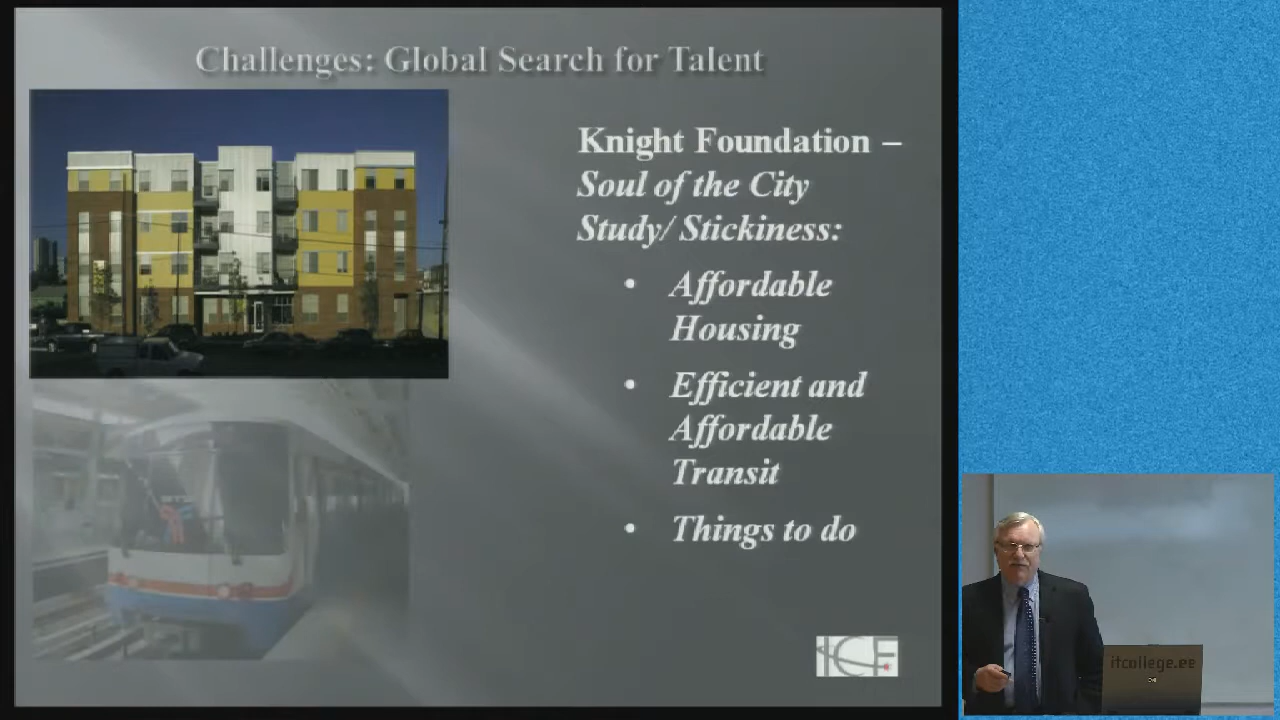 Challenges: Global Search for Talent
Knight Foundation –
Soul of the City
Study/ Stickiness:
• Affordable
Housing
• Efficient and
Affordable
Transit
• Things to do
ICF
itcollege.ee